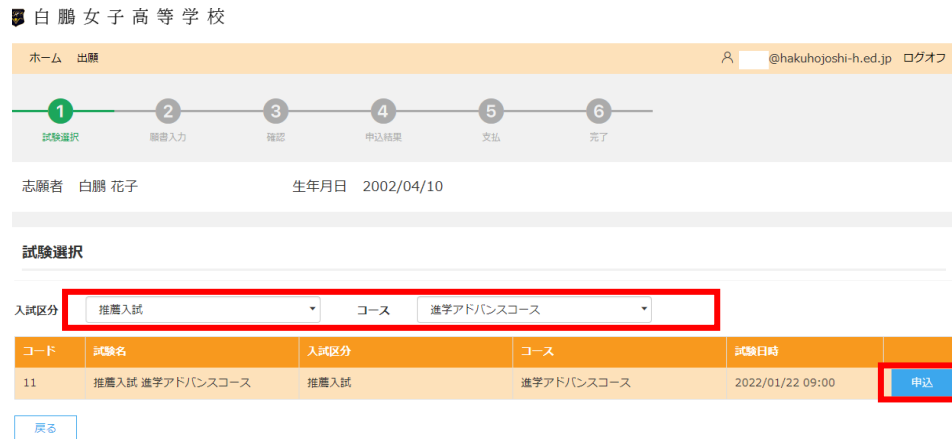 白鵬女子高等学校
ホーム 出願 @hakuhojoshi-h.ed.jp ログオフ
1 2 3 4 5 6
試験選択 願書入力 確認 申込結果 支払 完了
志願者 白鵬 花子 生年月日 2002/04/10
試験選択
入試区分 推薦入試 コース 進学アドバンスコース
コード 試験名 入試区分 コース 試験日時
11 推薦入試 進学アドバンスコース 推薦入試 進学アドバンスコース 2022/01/22 09:00 申込
戻る